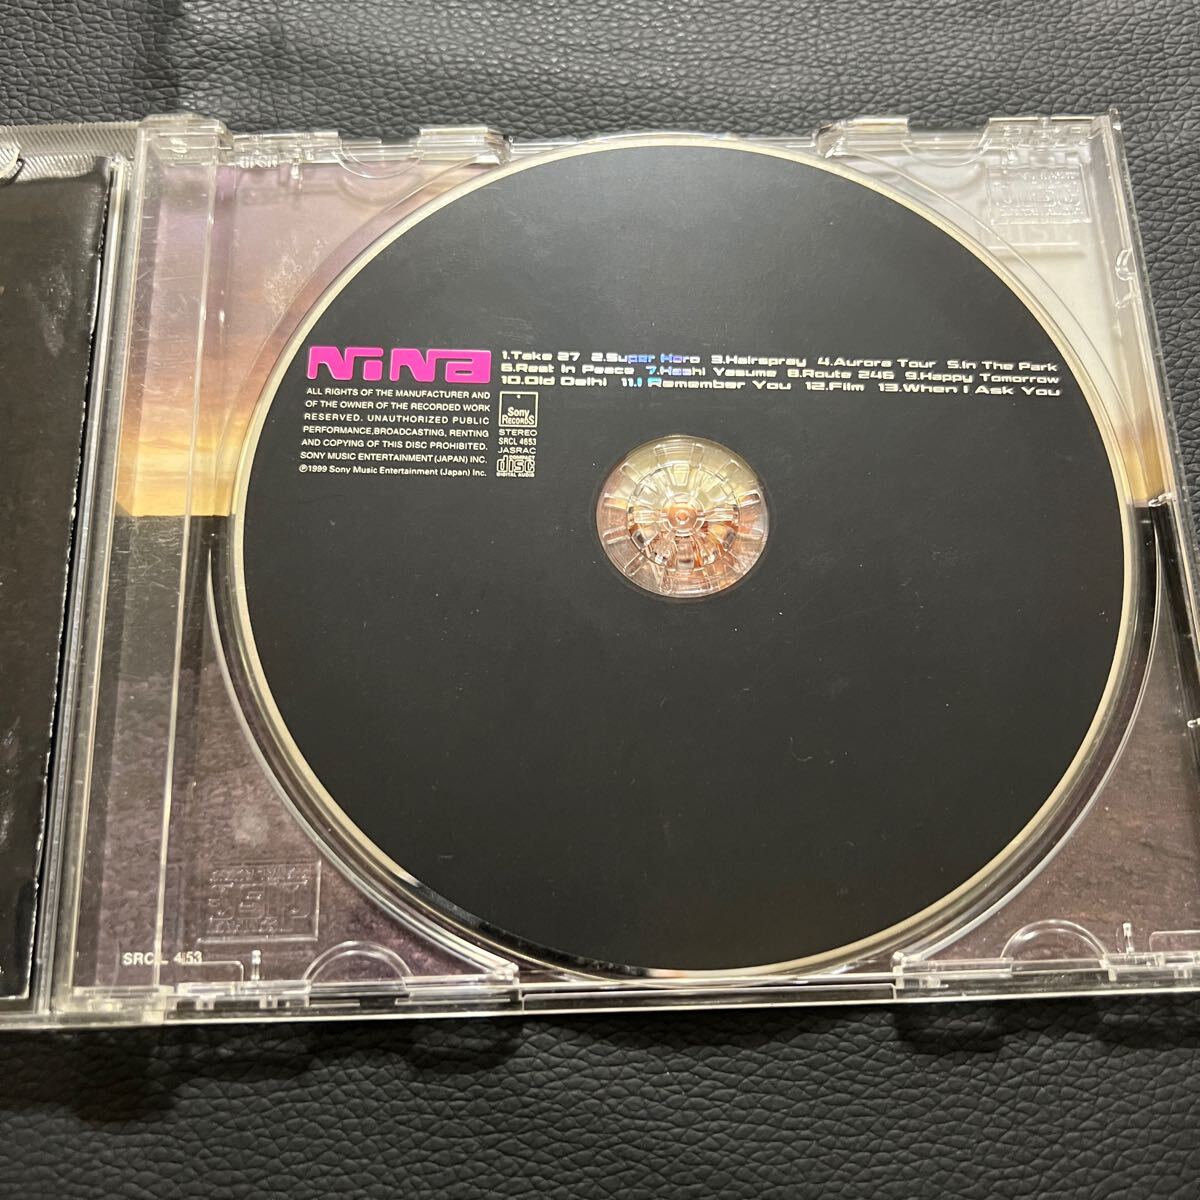 NiNa
1.Take 27 2.Super Hero 3.Hairspray 4.Aurora Tour 5.In The Park
6.Rest In Peace 7.Hashi Yasume 8.Route 246 9.Happy Tomorrow
10.Old Delhi 11.I Remember You 12.Film 13.When I Ask You
ALL RIGHTS OF THE MANUFACTURER AND
OF THE OWNER OF THE RECORDED WORK
RESERVED. UNAUTHORIZED PUBLIC
PERFORMANCE,BROADCASTING, RENTING
AND COPYING OF THIS DISC PROHIBITED.
SONY MUSIC ENTERTAINMENT (JAPAN) INC.
℗1999 Sony Music Entertainment (Japan) Inc.
Sony
RECORDS
STEREO
SRCL 4653
JASRAC
COMPACT
disc
DIGITAL AUDIO